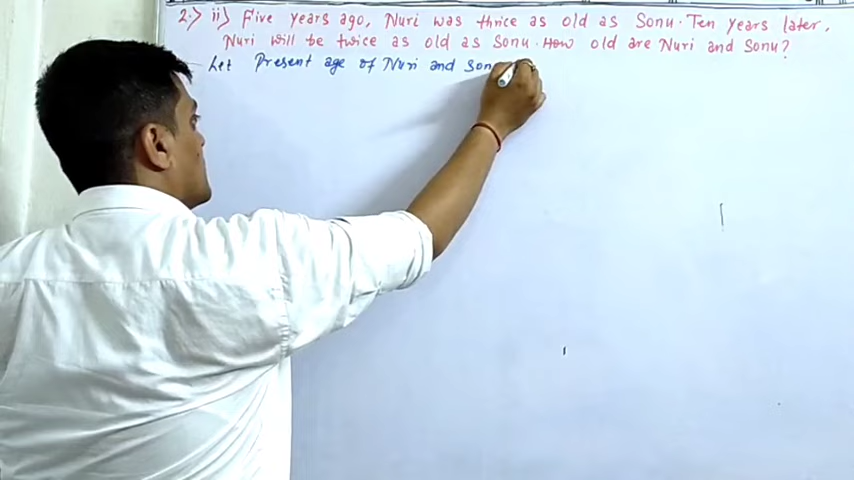 2.> ii) Five years ago, Nuri was thrice as old as Sonu. Ten years later,
Nuri will be twice as old as Sonu. How old are Nuri and Sonu?
Let Present age of Nuri and Son